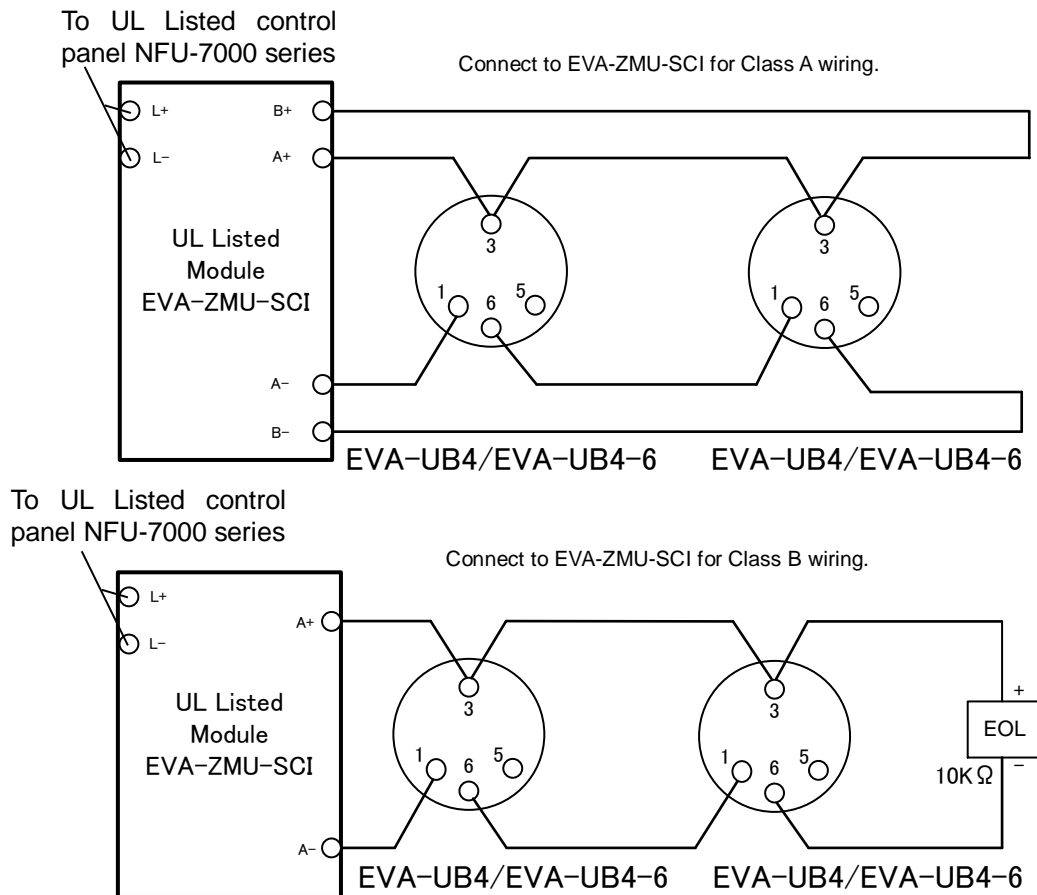 To UL Listed control
panel NFU-7000 series
Connect to EVA-ZMU-SCI for Class A wiring.
L+
B+
L-
A+
UL Listed
Module
EVA-ZMU-SCI
A-
B-
3
1
6
5
3
1
6
5
EVA-UB4/EVA-UB4-6
EVA-UB4/EVA-UB4-6
To UL Listed control
panel NFU-7000 series
Connect to EVA-ZMU-SCI for Class B wiring.
L+
A+
L-
UL Listed
Module
EVA-ZMU-SCI
A-
3
1
6
5
3
1
6
5
+
EOL
-
10KΩ
EVA-UB4/EVA-UB4-6
EVA-UB4/EVA-UB4-6